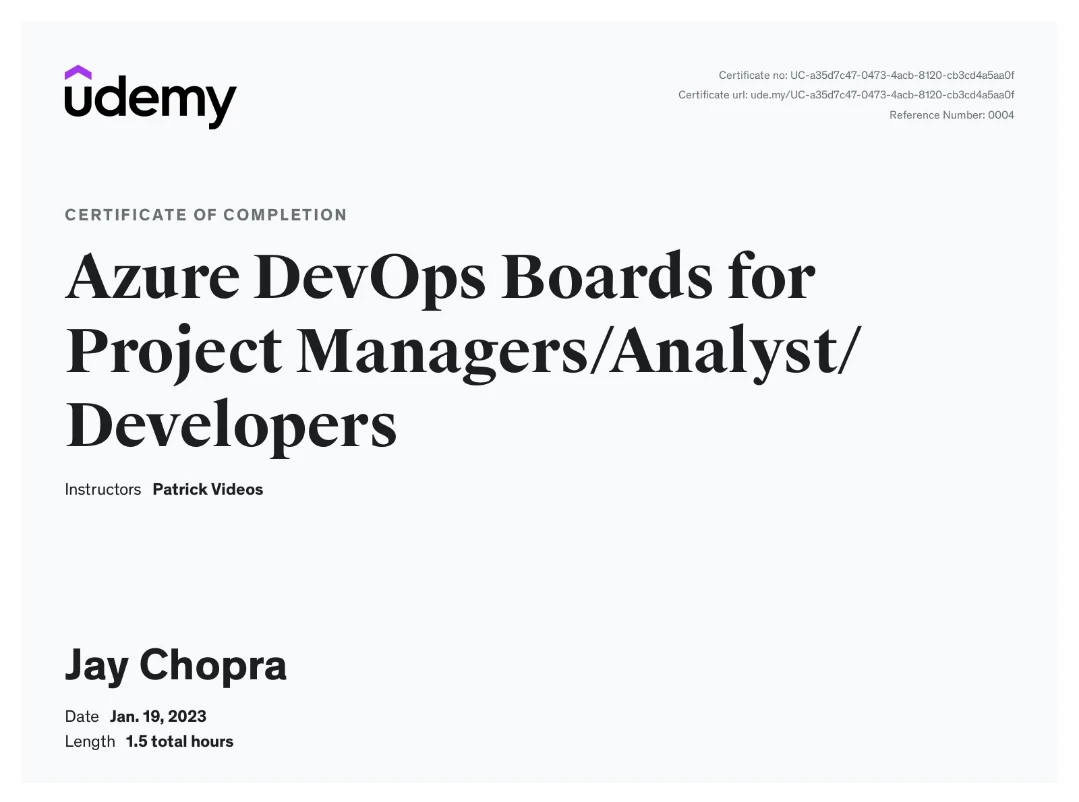 udemy
Certificate no: UC-a35d7c47-0473-4acb-8120-cb3cd4a5aa0f
Certificate url: ude.my/UC-a35d7c47-0473-4acb-8120-cb3cd4a5aa0f
Reference Number: 0004
CERTIFICATE OF COMPLETION
Azure DevOps Boards for
Project Managers/Analyst/
Developers
Instructors Patrick Videos
Jay Chopra
Date Jan. 19, 2023
Length 1.5 total hours